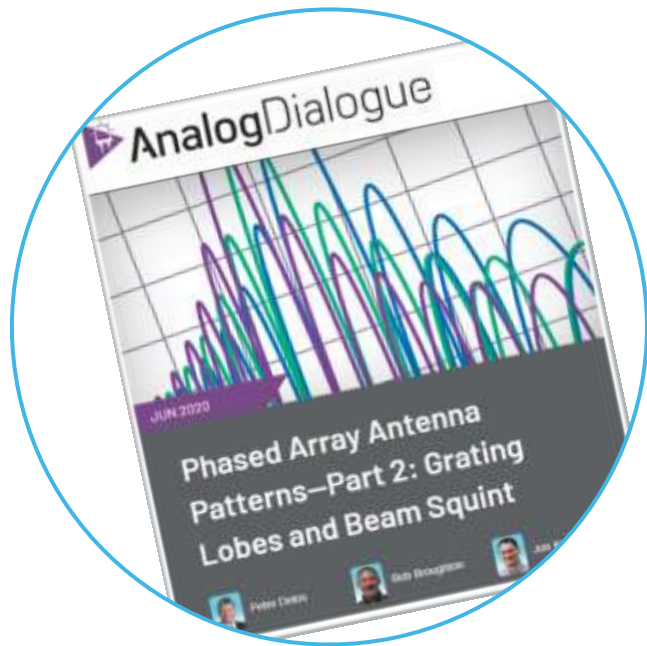 AnalogDialogue
JUN 2020
Phased Array Antenna
Patterns—Part 2: Grating
Lobes and Beam Squint
Peter Delos
Bob Broughton